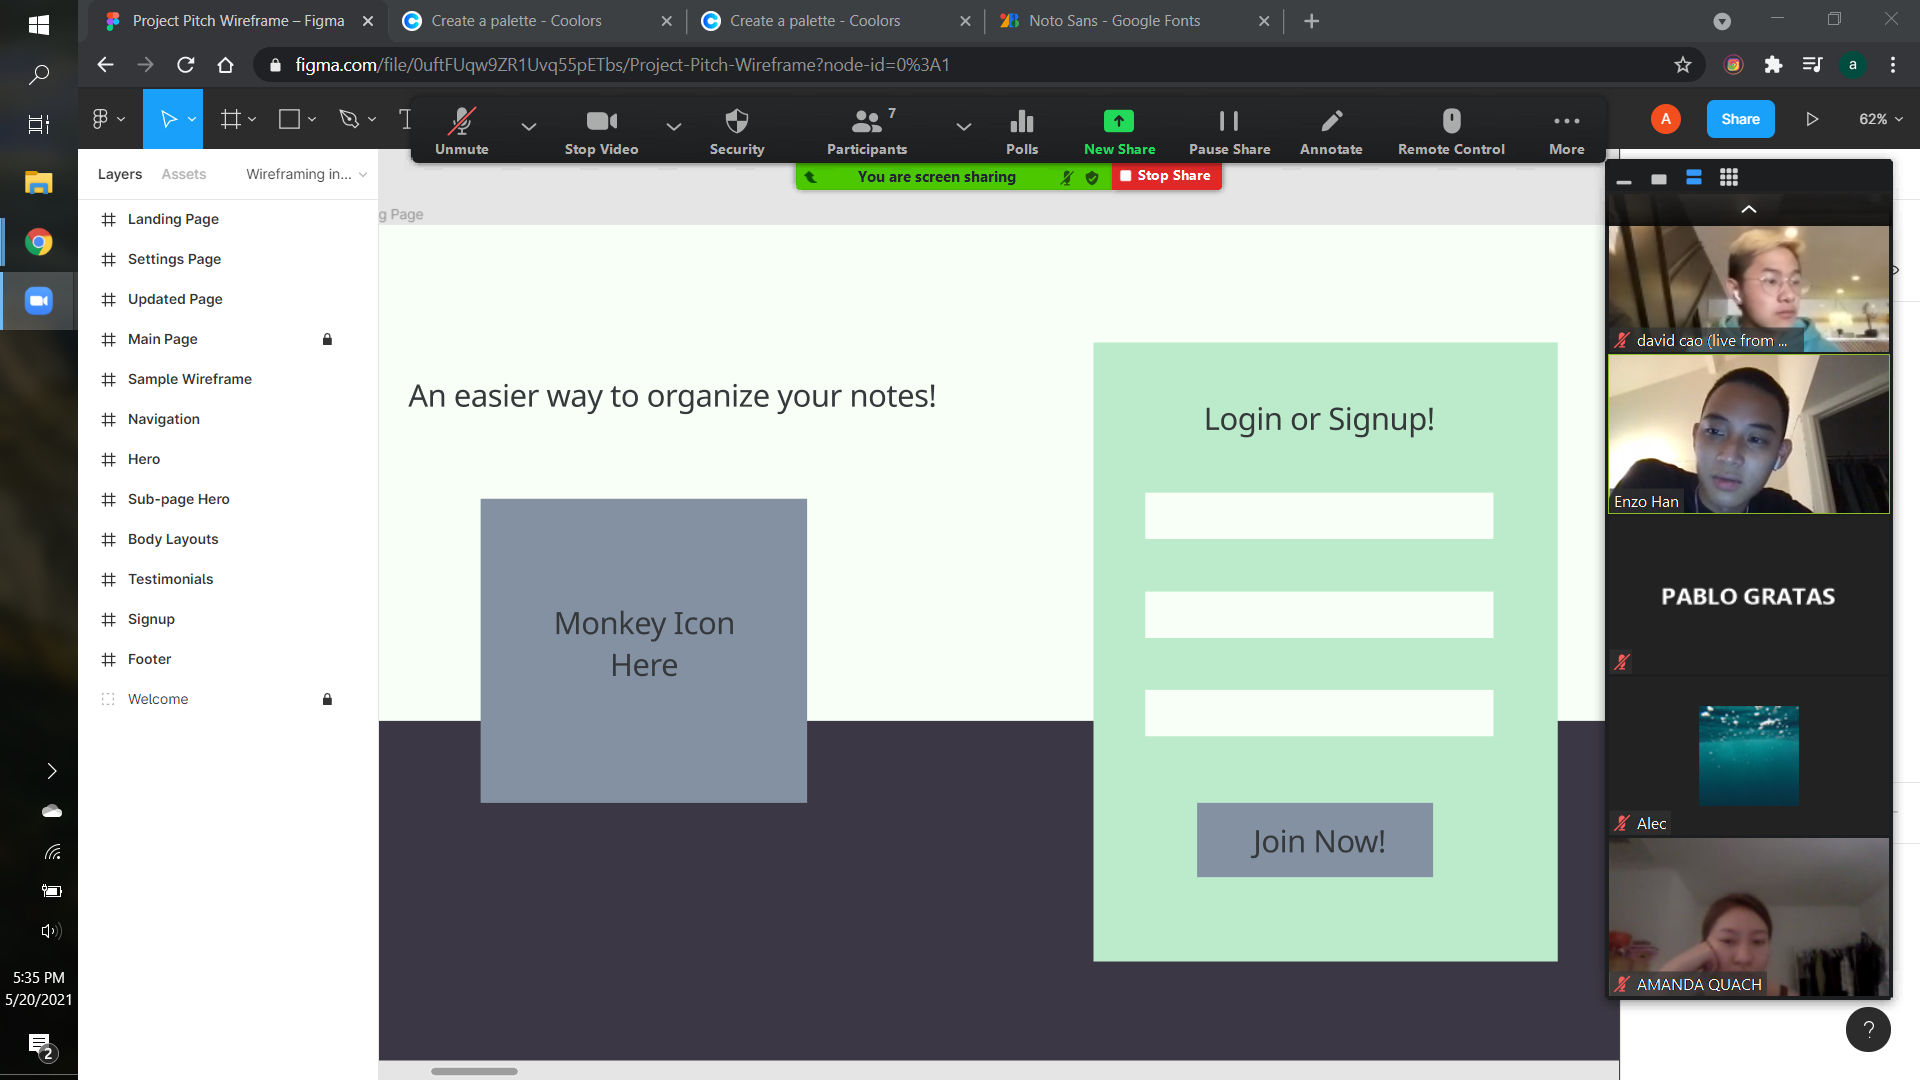 Project Pitch Wireframe – Figma
Create a palette - Coolors
Create a palette - Coolors
Noto Sans - Google Fonts
figma.com/file/0uftFUqw9ZR1Uvq55pETbs/Project-Pitch-Wireframe?node-id=0%3A1
a
T
Unmute
Stop Video
Security
7
Participants
Polls
New Share
Pause Share
Annotate
Remote Control
More
A
Share
62%
You are screen sharing
Stop Share
Layers
Assets
Wireframing in...
Landing Page
Settings Page
Updated Page
Main Page
Sample Wireframe
Navigation
Hero
Sub-page Hero
Body Layouts
Testimonials
Signup
Footer
Welcome
g Page
An easier way to organize your notes!
Monkey Icon
Here
Login or Signup!
Join Now!
david cao (live from ...
Enzo Han
PABLO GRATAS
Alec
AMANDA QUACH
5:35 PM
5/20/2021
2
?